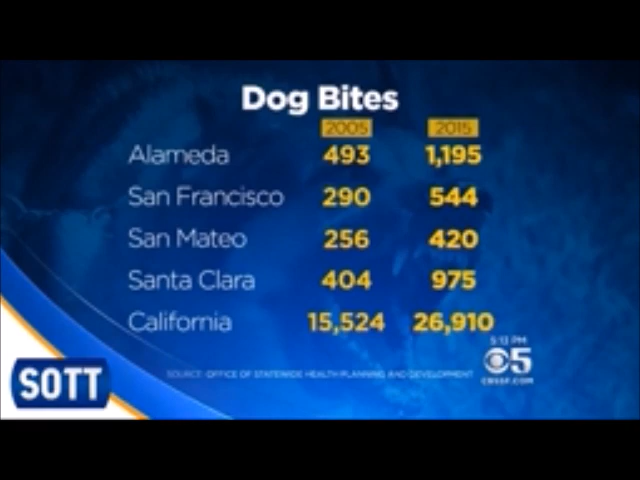 Dog Bites
2005 2015
Alameda 493 1,195
San Francisco 290 544
San Mateo 256 420
Santa Clara 404 975
California 15,524 26,910
5:13 PM
CBS5
CBSSF.COM
SOURCE: OFFICE OF STATEWIDE HEALTH PLANNING AND DEVELOPMENT
SOTT